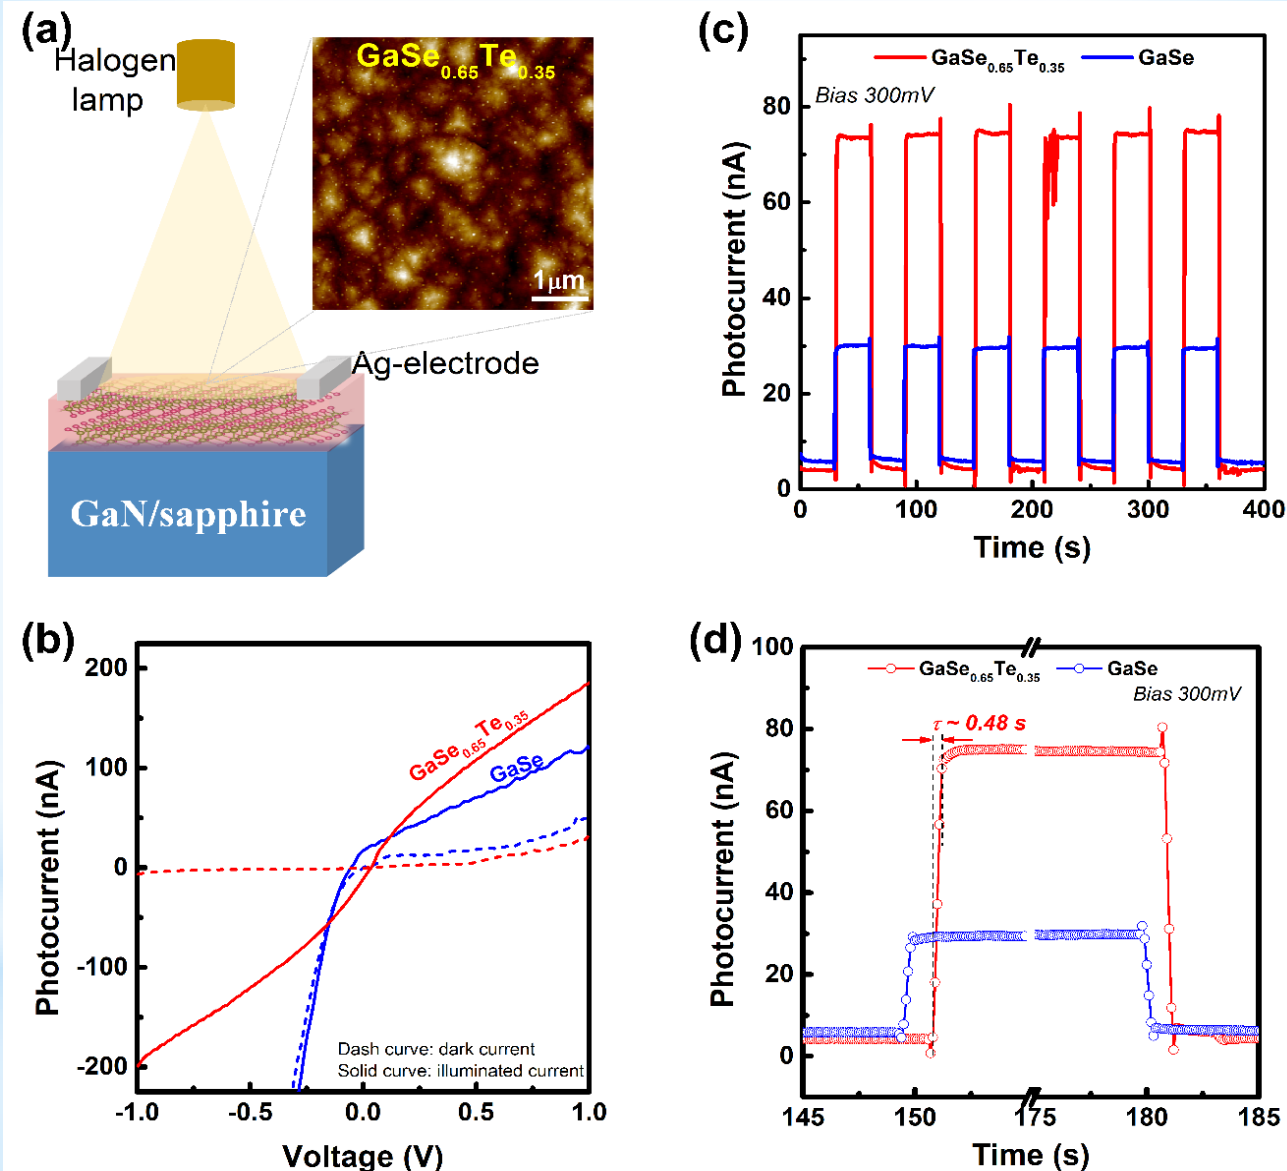 (a)
Halogen
lamp
GaSe0.65Te0.35
1μm
Ag-electrode
GaN/sapphire
(c)
GaSe0.65Te0.35 GaSe
Bias 300mV
Photocurrent (nA)
80
60
40
20
0
0 100 200 300 400
Time (s)
(b)
Photocurrent (nA)
200
100
0
-100
-200
GaSe0.65Te0.35
GaSe
Dash curve: dark current
Solid curve: illuminated current
-1.0 -0.5 0.0 0.5 1.0
Voltage (V)
(d)
GaSe0.65Te0.35 GaSe
Bias 300mV
τ ~ 0.48 s
Photocurrent (nA)
100
80
60
40
20
0
145 150 175 180 185
Time (s)